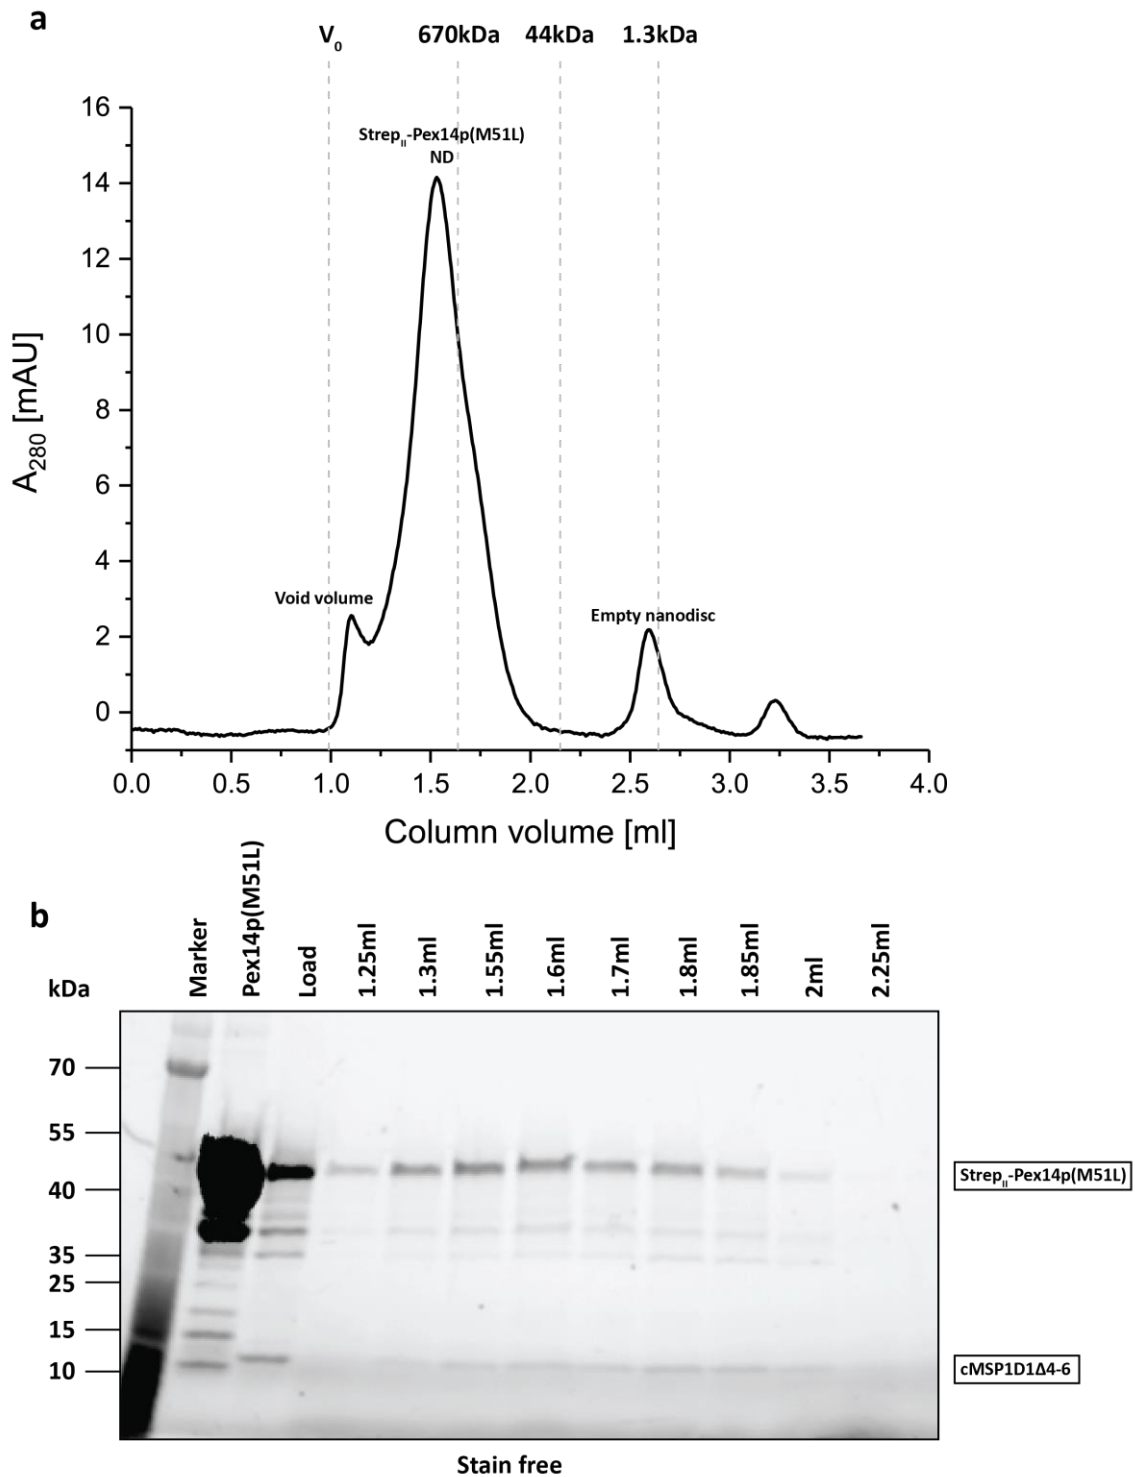 a
V₀ 670kDa 44kDa 1.3kDa
16
Strep_II-Pex14p(M51L)
ND
14
12
10
8
6
4
Void volume
Empty nanodisc
2
0
A₂₈₀ [mAU]
0.0 0.5 1.0 1.5 2.0 2.5 3.0 3.5 4.0
Column volume [ml]
b
kDa
Marker
Pex14p(M51L)
Load
1.25ml
1.3ml
1.55ml
1.6ml
1.7ml
1.8ml
1.85ml
2ml
2.25ml
70
55
40
35
25
15
10
Strep_II-Pex14p(M51L)
cMSP1D1Δ4-6
Stain free